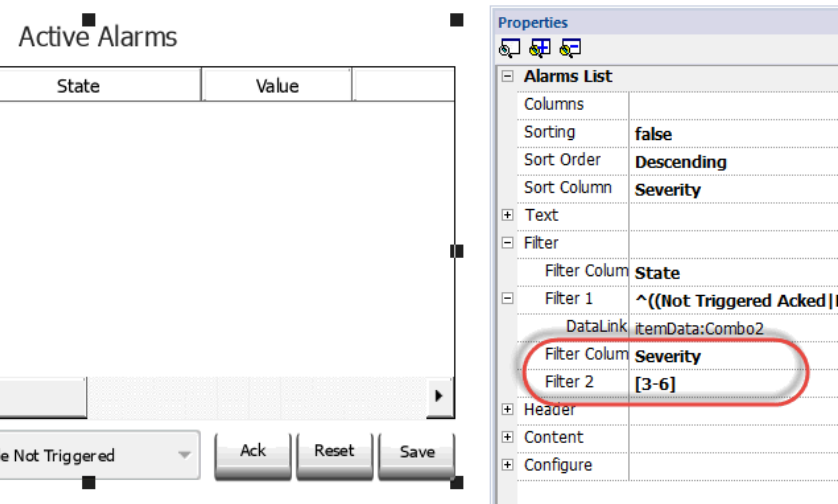 Active Alarms
State Value
e Not Triggered
Ack Reset Save
Properties
Alarms List
Columns
Sorting false
Sort Order Descending
Sort Column Severity
Text
Filter
Filter Colum State
Filter 1 ^((Not Triggered Acked|
DataLink itemData:Combo2
Filter Colum Severity
Filter 2 [3-6]
Header
Content
Configure